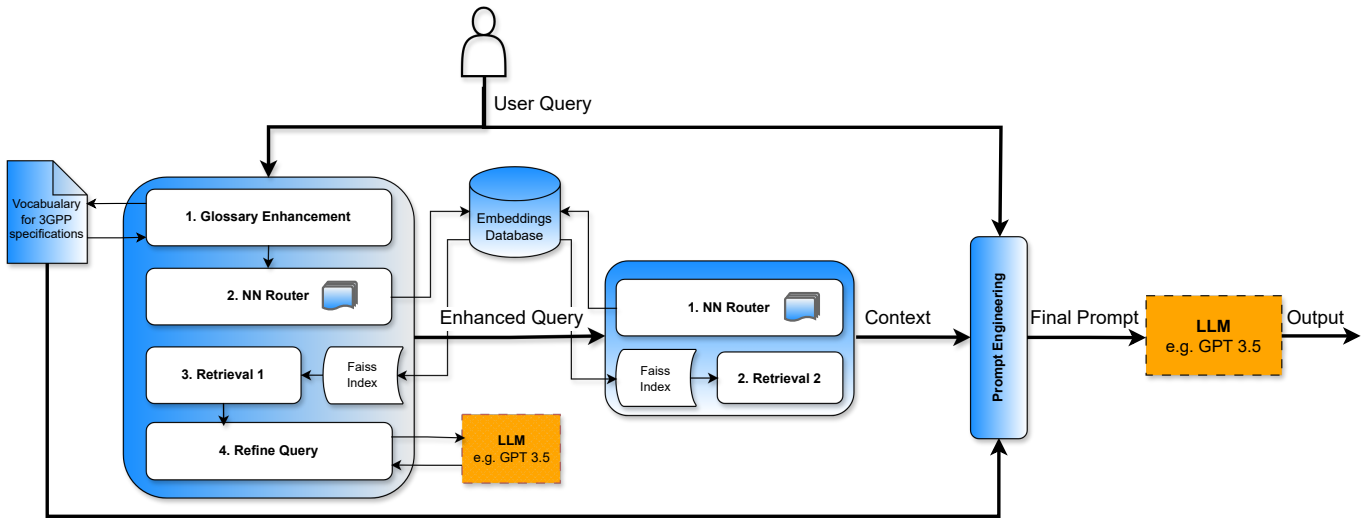 User Query
Vocabualary
for 3GPP
specifications
1. Glossary Enhancement
2. NN Router
3. Retrieval 1
Faiss
Index
4. Refine Query
LLM
e.g. GPT 3.5
Embeddings
Database
Enhanced Query
1. NN Router
Faiss
Index
2. Retrieval 2
Context
Prompt Engineering
Final Prompt
LLM
e.g. GPT 3.5
Output